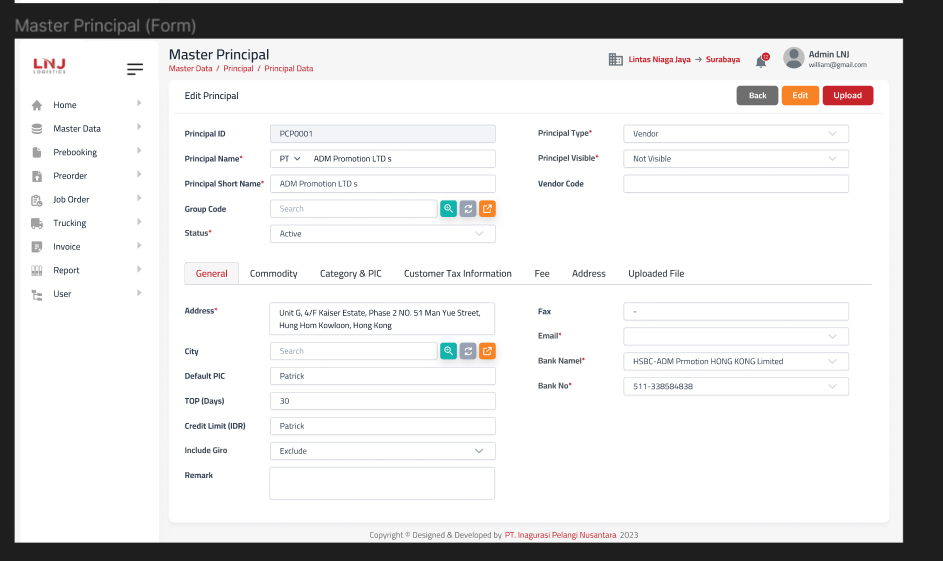 Master Principal (Form)
LNJ
LOGISTICS
Master Principal
Master Data / Principal / Principal Data
Lintas Niaga Jaya → Surabaya
Admin LNJ
william@gmail.com
Home
Master Data
Prebooking
Preorder
Job Order
Trucking
Invoice
Report
User
Edit Principal
Back
Edit
Upload
Principal ID
PCP0001
Principal Type*
Vendor
Principal Name*
PT
ADM Promotion LTD s
Principel Visible*
Not Visible
Principal Short Name*
ADM Promotion LTD s
Vendor Code
Group Code
Search
Status*
Active
General
Commodity
Category & PIC
Customer Tax Information
Fee
Address
Uploaded File
Address*
Unit G, 4/F Kaiser Estate, Phase 2 NO. 51 Man Yue Street,
Hung Hom Kowloon, Hong Kong
Fax
-
Email*
City
Search
Bank Namel*
HSBC-ADM Prmotion HONG KONG Limited
Default PIC
Patrick
Bank No*
511-338584838
TOP (Days)
30
Credit Limit (IDR)
Patrick
Include Giro
Exclude
Remark
Copyright © Designed & Developed by PT. Inagurasi Pelangi Nusantara 2023